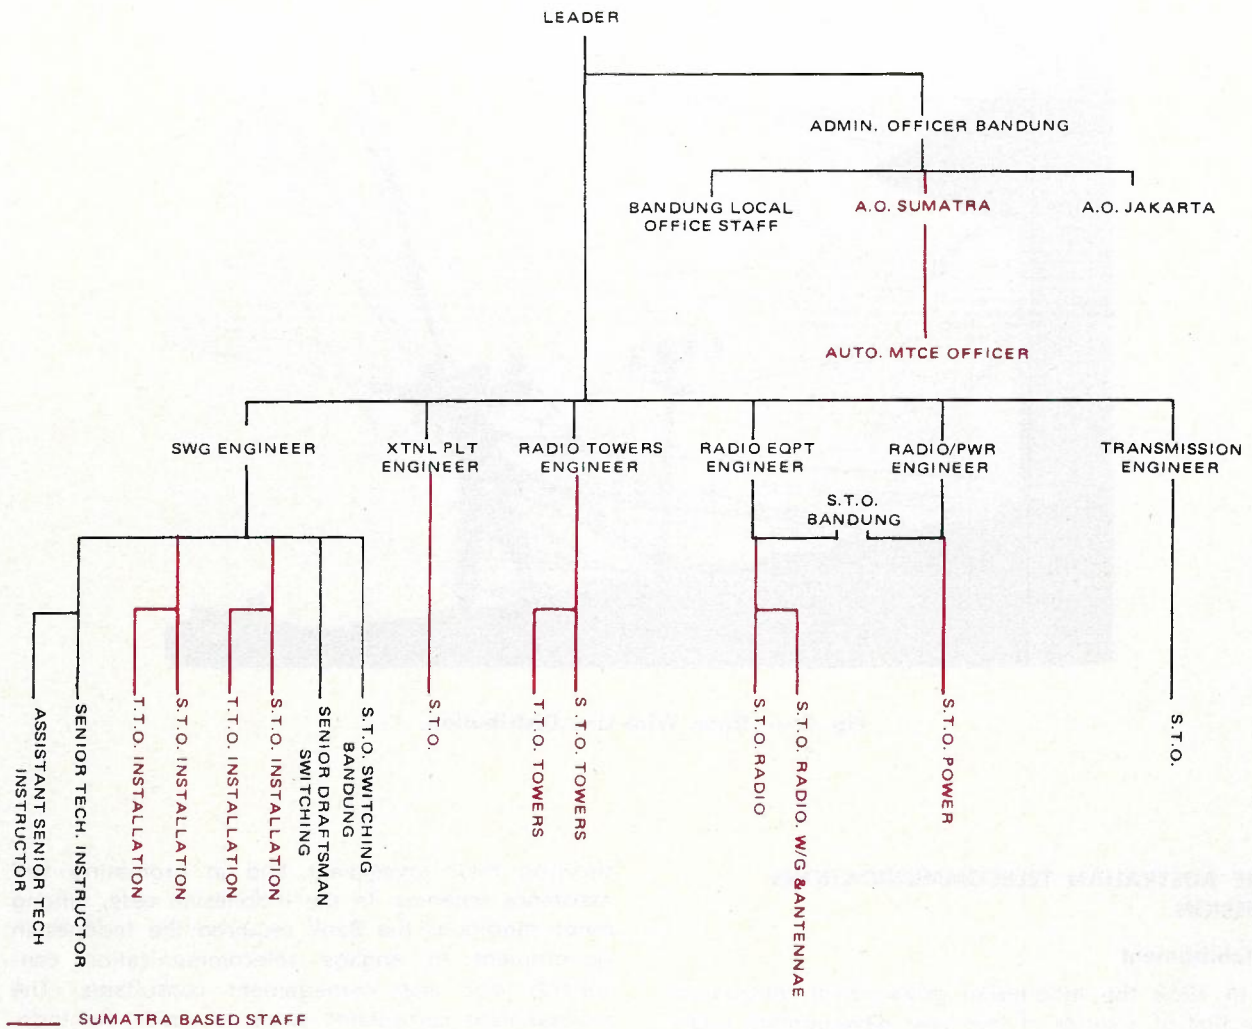 LEADER
ADMIN. OFFICER BANDUNG
BANDUNG LOCAL
OFFICE STAFF
A.O. SUMATRA
A.O. JAKARTA
AUTO. MTCE OFFICER
SWG ENGINEER
XTNL PLT
ENGINEER
RADIO TOWERS
ENGINEER
RADIO EQPT
ENGINEER
RADIO/PWR
ENGINEER
TRANSMISSION
ENGINEER
S.T.O.
BANDUNG
ASSISTANT SENIOR TECH
INSTRUCTOR
SENIOR TECH. INSTRUCTOR
T.T.O. INSTALLATION
S.T.O. INSTALLATION
T.T.O. INSTALLATION
S.T.O. INSTALLATION
SENIOR DRAFTSMAN
SWITCHING
S.T.O. SWITCHING
BANDUNG
S.T.O.
T.T.O. TOWERS
S.T.O. TOWERS
S.T.O. RADIO
S.T.O. RADIO. W/G & ANTENNAE
S.T.O. POWER
S.T.O.
SUMATRA BASED STAFF